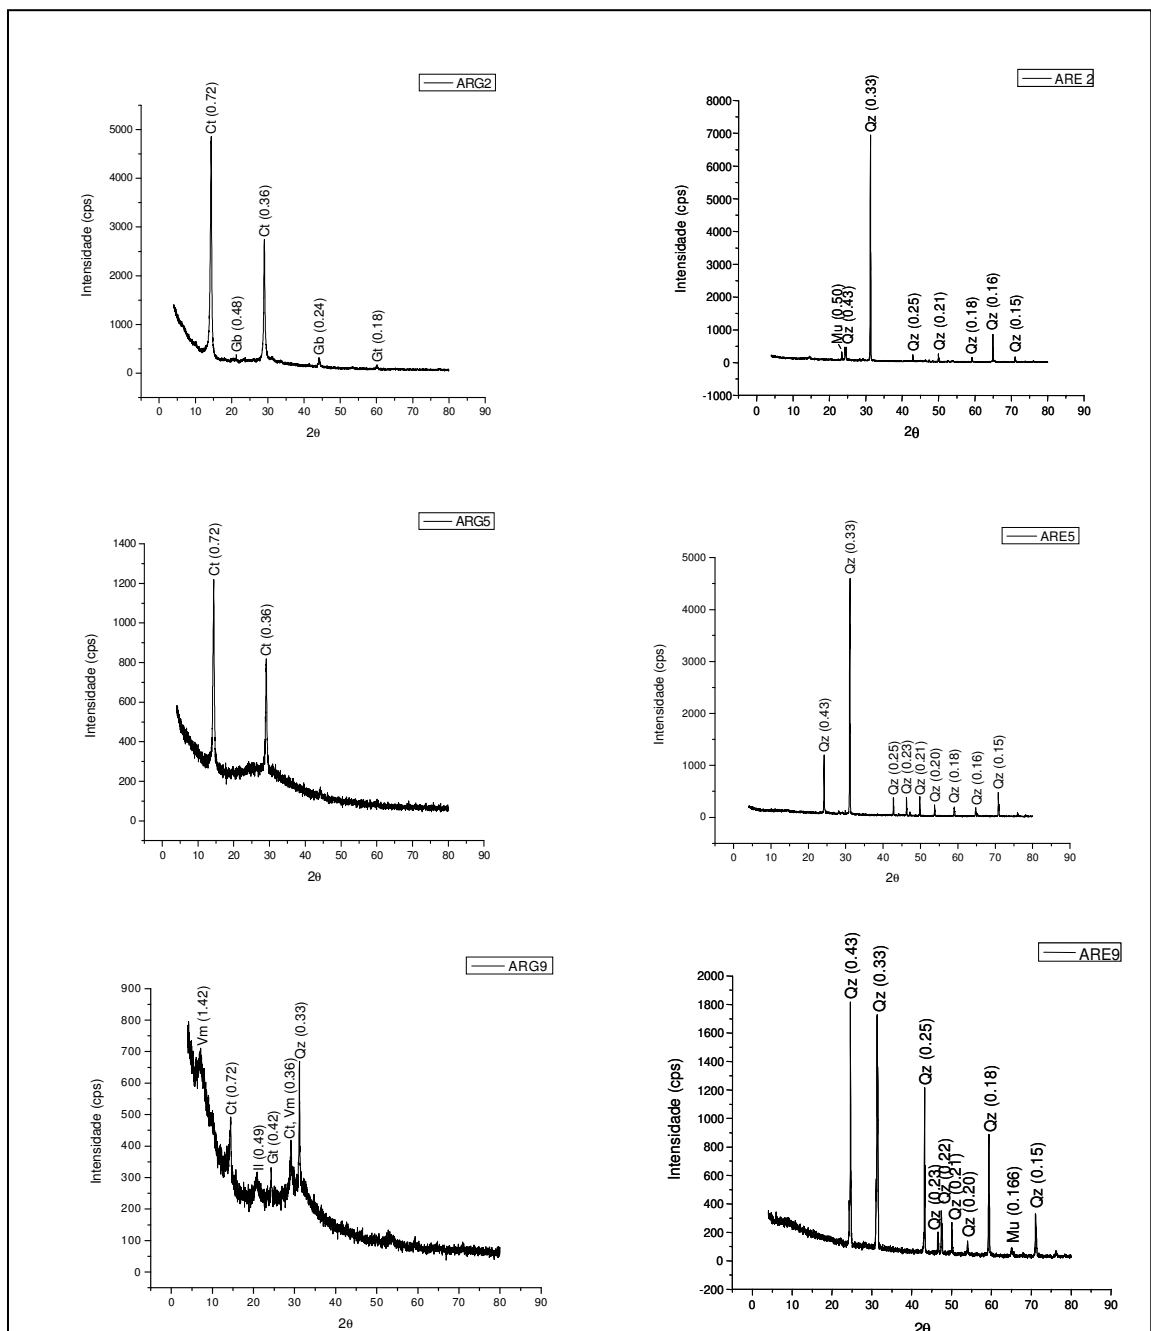 ARG2
Intensidade (cps)
5000
4000
3000
2000
1000
0
Ct (0.72)
Gb (0.48)
Ct (0.36)
Gb (0.24)
Gt (0.18)
0 10 20 30 40 50 60 70 80 90
2θ
ARE 2
Intensidade (cps)
8000
7000
6000
5000
4000
3000
2000
1000
0
-1000
Mu (0.50)
Qz (0.43)
Qz (0.33)
Qz (0.25)
Qz (0.21)
Qz (0.18)
Qz (0.16)
Qz (0.15)
0 10 20 30 40 50 60 70 80 90
2θ
ARG5
Intensidade (cps)
1400
1200
1000
800
600
400
200
0
Ct (0.72)
Ct (0.36)
0 10 20 30 40 50 60 70 80 90
2θ
ARE5
Intensidade (cps)
5000
4000
3000
2000
1000
0
Qz (0.43)
Qz (0.33)
Qz (0.25)
Qz (0.23)
Qz (0.21)
Qz (0.20)
Qz (0.18)
Qz (0.16)
Qz (0.15)
0 10 20 30 40 50 60 70 80 90
2θ
ARG9
Intensidade (cps)
900
800
700
600
500
400
300
200
100
0
Vm (1.42)
Ct (0.72)
Il (0.49)
Gt (0.42)
Ct, Vm (0.36)
Qz (0.33)
0 10 20 30 40 50 60 70 80 90
2θ
ARE9
Intensidade (cps)
2000
1800
1600
1400
1200
1000
800
600
400
200
0
-200
Qz (0.43)
Qz (0.33)
Qz (0.25)
Qz (0.23)
Qz (0.22)
Qz (0.21)
Qz (0.20)
Qz (0.18)
Mu (0.166)
Qz (0.15)
0 10 20 30 40 50 60 70 80 90
2θ